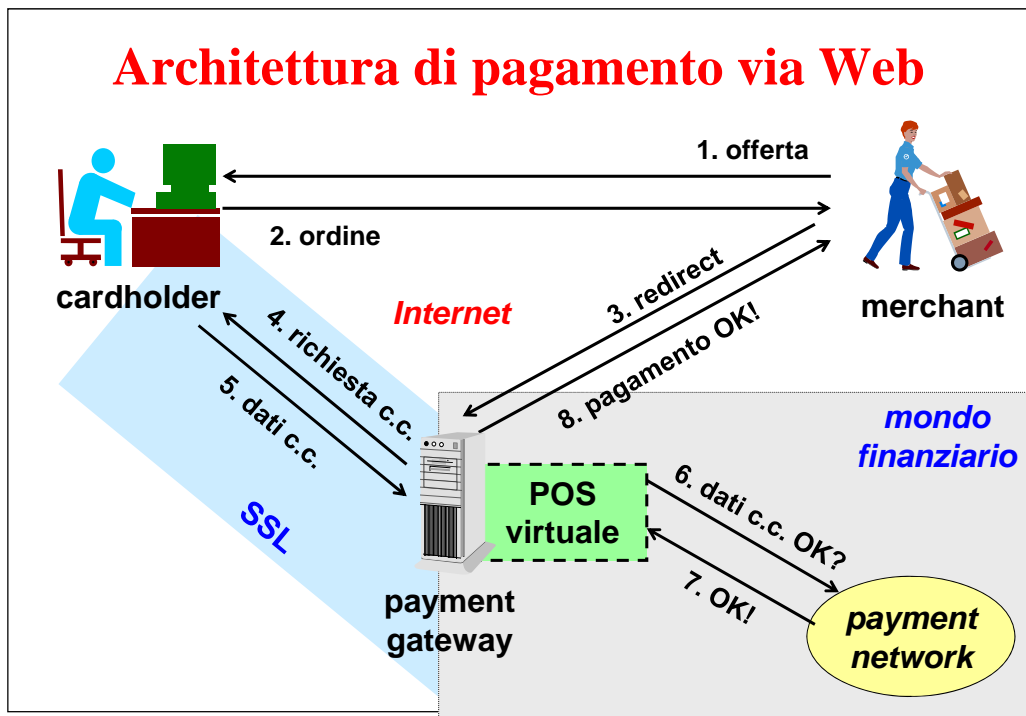 Architettura di pagamento via Web
1. offerta
2. ordine
cardholder
merchant
Internet
3. redirect
8. pagamento OK!
4. richiesta c.c.
5. dati c.c.
SSL
mondo
finanziario
POS
virtuale
6. dati c.c. OK?
7. OK!
payment
gateway
payment
network